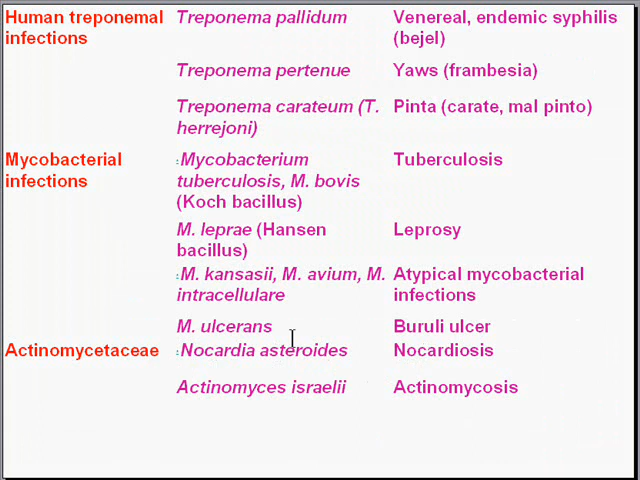 Human treponemal Treponema pallidum Venereal, endemic syphilis
infections (bejel)
Treponema pertenue Yaws (frambesia)
Treponema carateum (T. Pinta (carate, mal pinto)
herrejoni)
Mycobacterial Mycobacterium Tuberculosis
infections tuberculosis, M. bovis
(Koch bacillus)
M. leprae (Hansen Leprosy
bacillus)
M. kansasii, M. avium, M. Atypical mycobacterial
intracellulare infections
M. ulcerans Buruli ulcer
Actinomycetaceae Nocardia asteroides Nocardiosis
Actinomyces israelii Actinomycosis